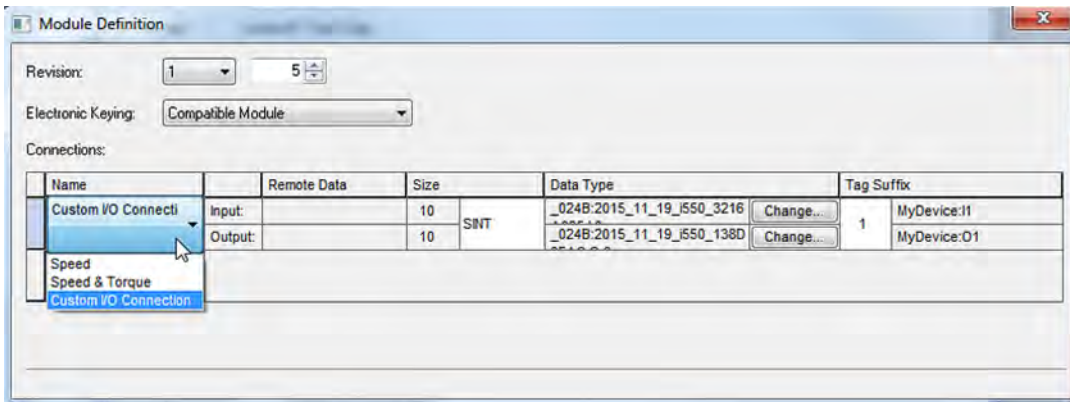 Module Definition
Revision: 1 5
Electronic Keying: Compatible Module
Connections:
Name Remote Data Size Data Type Tag Suffix
Custom I/O Connecti Input: 10 SINT _024B:2015_11_19_i550_3216 Change... 1 MyDevice:I1
Output: 10 _024B:2015_11_19_i550_138D Change... MyDevice:O1
Speed
Speed & Torque
Custom I/O Connection